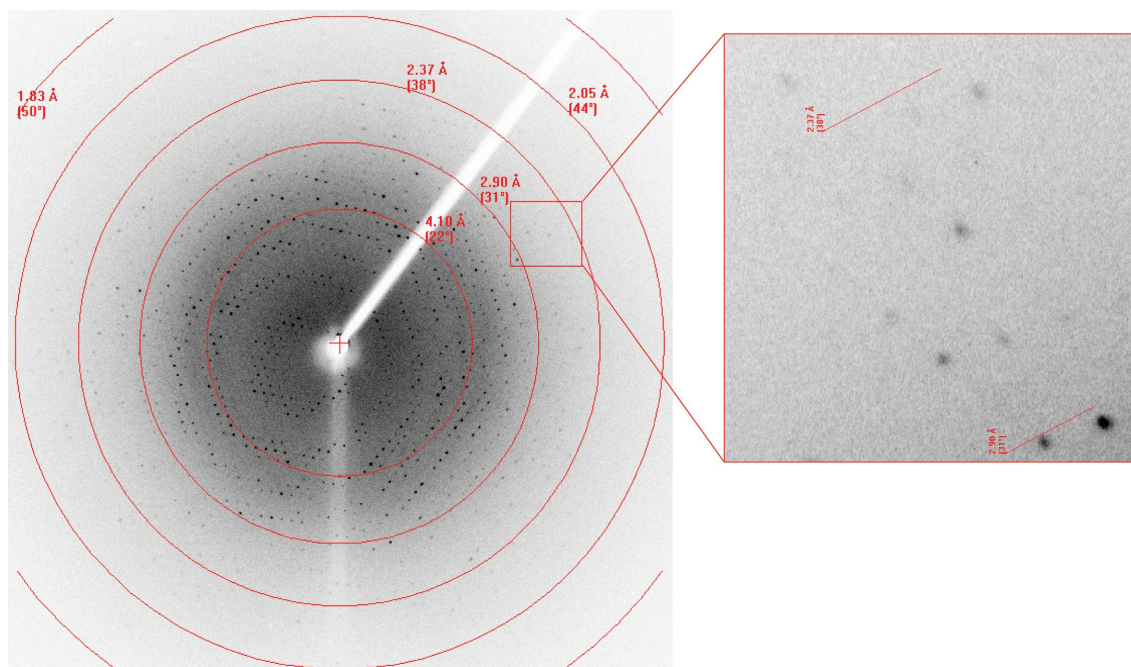 1.83 Å
(50°)
2.37 Å
(38°)
2.05 Å
(44°)
2.90 Å
(31°)
4.10 Å
(22°)
2.37 Å
(38°)
2.90 Å
(31°)